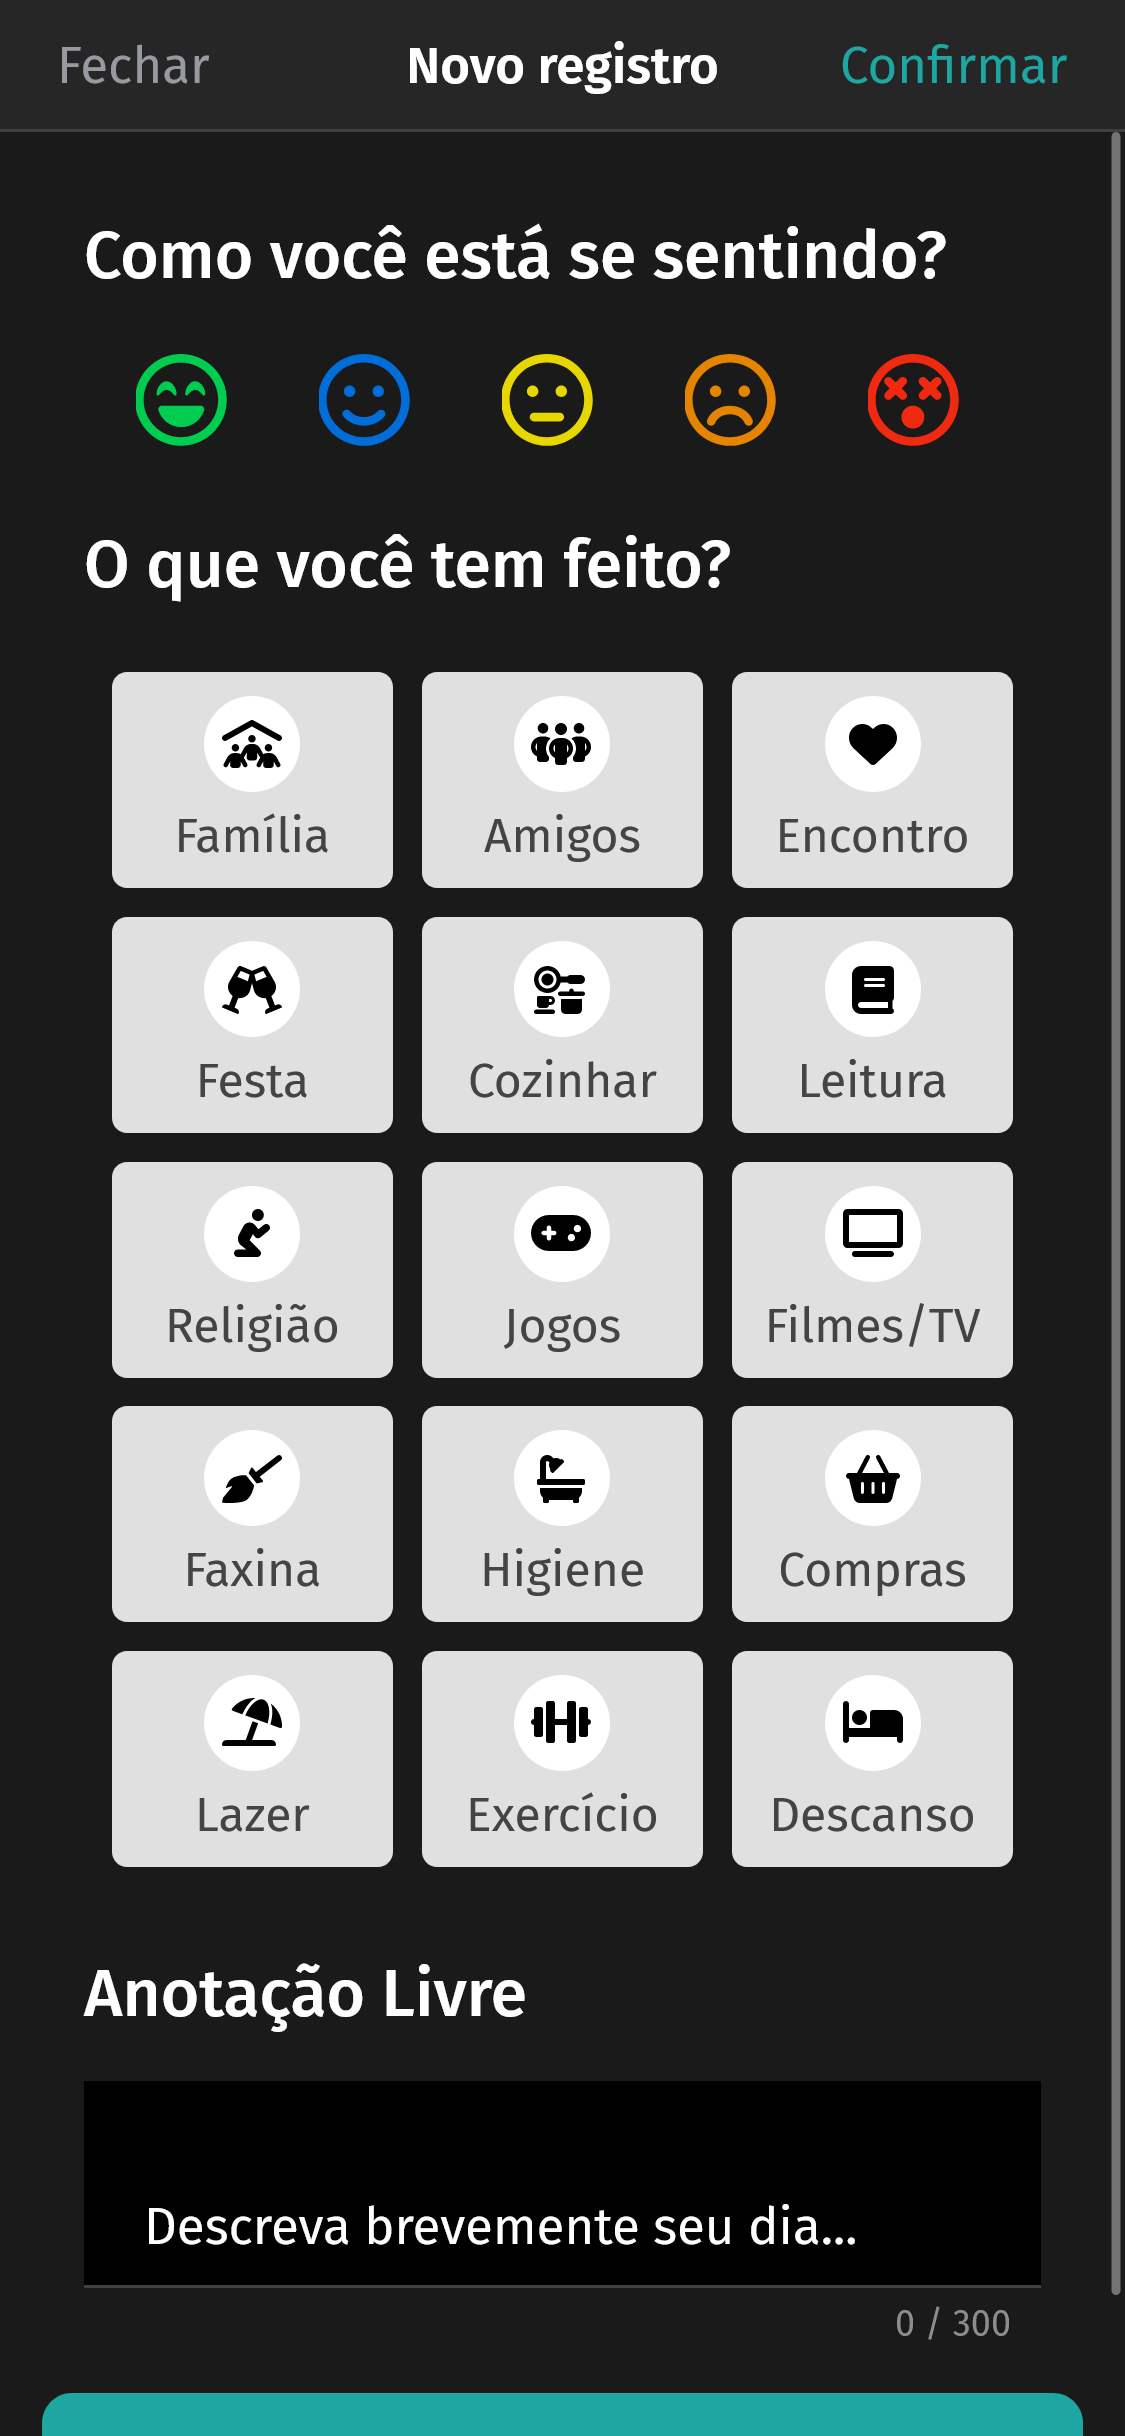 Fechar Novo registro Confirmar
Como você está se sentindo?
O que você tem feito?
Família Amigos Encontro
Festa Cozinhar Leitura
Religião Jogos Filmes/TV
Faxina Higiene Compras
Lazer Exercício Descanso
Anotação Livre
Descreva brevemente seu dia...
0 / 300